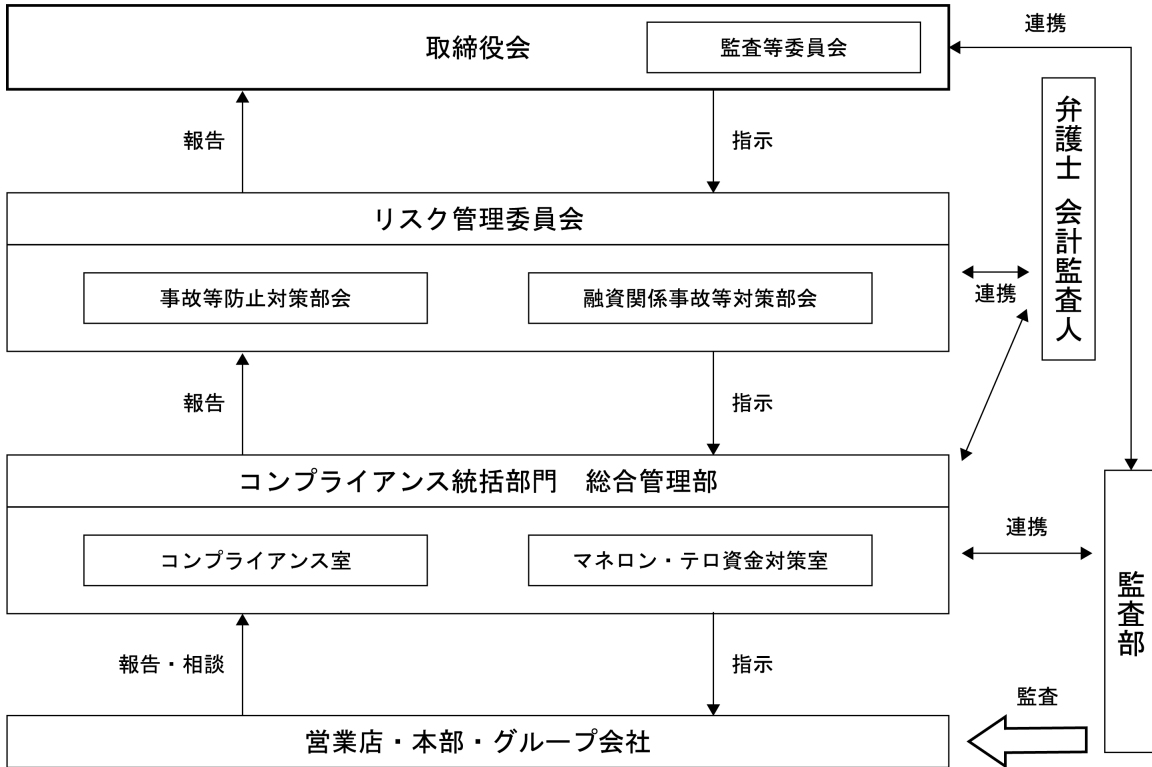 取締役会
監査等委員会
連携
報告
指示
弁護士 会計監査人
リスク管理委員会
事故等防止対策部会
融資関係事故等対策部会
連携
報告
指示
コンプライアンス統括部門　総合管理部
コンプライアンス室
マネロン・テロ資金対策室
連携
監査部
報告・相談
指示
監査
営業店・本部・グループ会社